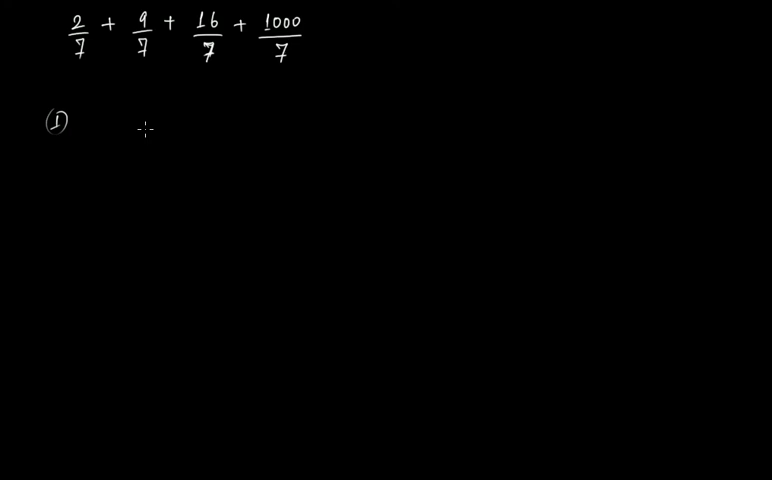 2/7 + 9/7 + 16/7 + 1000/7
①